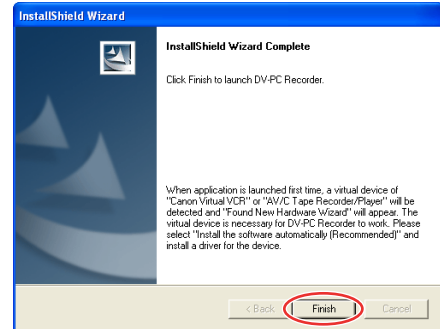 InstallShield Wizard
InstallShield Wizard Complete
Click Finish to launch DV-PC Recorder.
When application is launched first time, a virtual device of
"Canon Virtual VCR" or "AV/C Tape Recorder/Player" will be
detected and "Found New Hardware Wizard" will appear. The
virtual device is necessary for DV-PC Recorder to work. Please
select "Install the software automatically (Recommended)" and
install a driver for the device.
< Back Finish Cancel